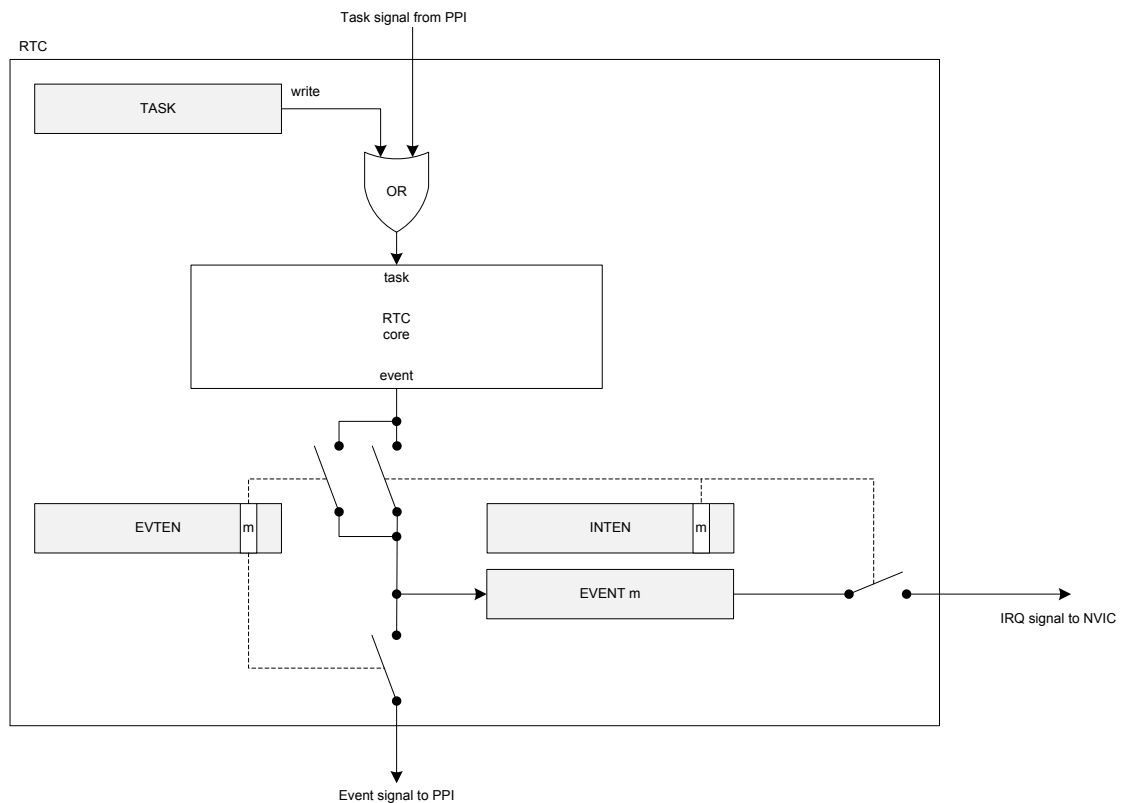 Task signal from PPI
RTC
write
TASK
OR
task
RTC
core
event
EVTEN
m
INTEN
m
EVENT m
IRQ signal to NVIC
Event signal to PPI